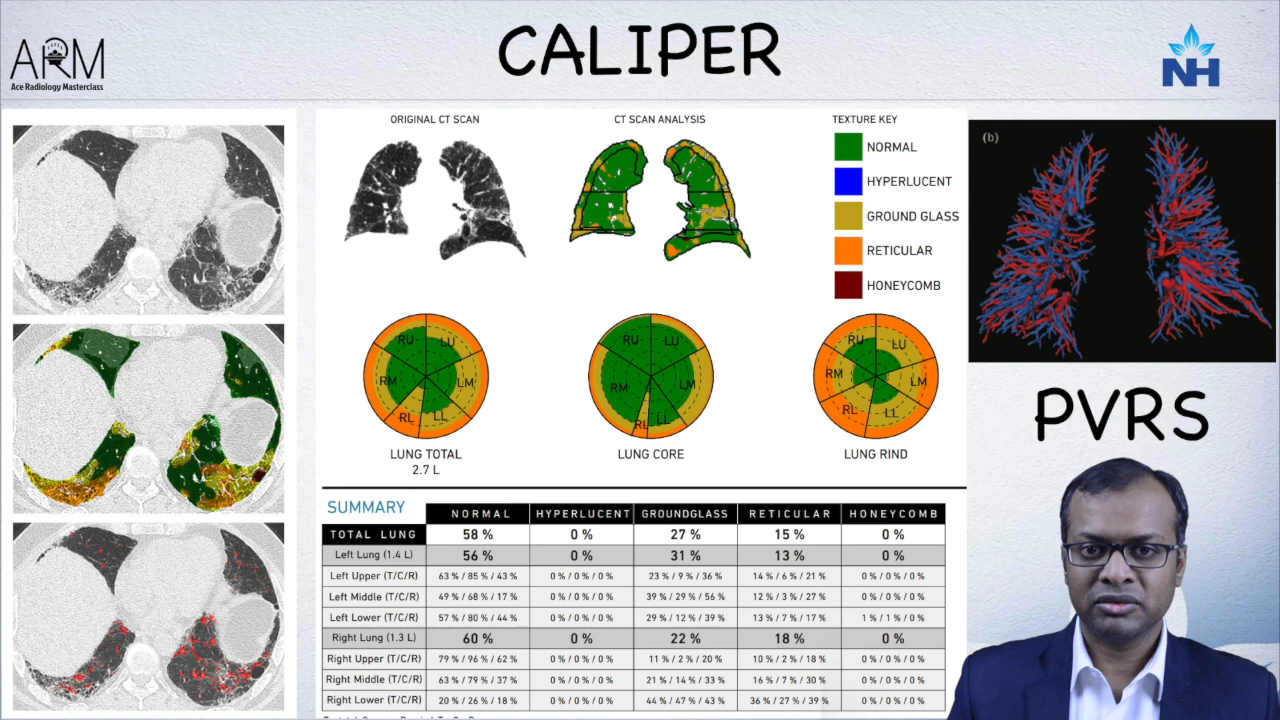 CALIPER
ARM
Ace Radiology Masterclass
NH
ORIGINAL CT SCAN
CT SCAN ANALYSIS
TEXTURE KEY
NORMAL
HYPERLUCENT
GROUND GLASS
RETICULAR
HONEYCOMB
(b)
RU LU RM LM RL LL
LUNG TOTAL
2.7 L
RU LU RM LM RL LL
LUNG CORE
RU LU RM LM RL LL
LUNG RIND
PVRS
SUMMARY
NORMAL HYPERLUCENT GROUNDGLASS RETICULAR HONEYCOMB
TOTAL LUNG 58 % 0 % 27 % 15 % 0 %
Left Lung (1.4 L) 56 % 0 % 31 % 13 % 0 %
Left Upper (T/C/R) 63 % / 85 % / 43 % 0 % / 0 % / 0 % 23 % / 9 % / 36 % 14 % / 6 % / 21 % 0 % / 0 % / 0 %
Left Middle (T/C/R) 49 % / 68 % / 17 % 0 % / 0 % / 0 % 39 % / 29 % / 56 % 12 % / 3 % / 27 % 0 % / 0 % / 0 %
Left Lower (T/C/R) 57 % / 80 % / 44 % 0 % / 0 % / 0 % 29 % / 12 % / 39 % 13 % / 7 % / 17 % 1 % / 1 % / 0 %
Right Lung (1.3 L) 60 % 0 % 22 % 18 % 0 %
Right Upper (T/C/R) 79 % / 96 % / 62 % 0 % / 0 % / 0 % 11 % / 2 % / 20 % 10 % / 2 % / 18 % 0 % / 0 % / 0 %
Right Middle (T/C/R) 63 % / 79 % / 37 % 0 % / 0 % / 0 % 21 % / 14 % / 33 % 16 % / 7 % / 30 % 0 % / 0 % / 0 %
Right Lower (T/C/R) 20 % / 26 % / 18 % 0 % / 0 % / 0 % 44 % / 47 % / 43 % 36 % / 27 % / 39 % 0 % / 0 % / 0 %